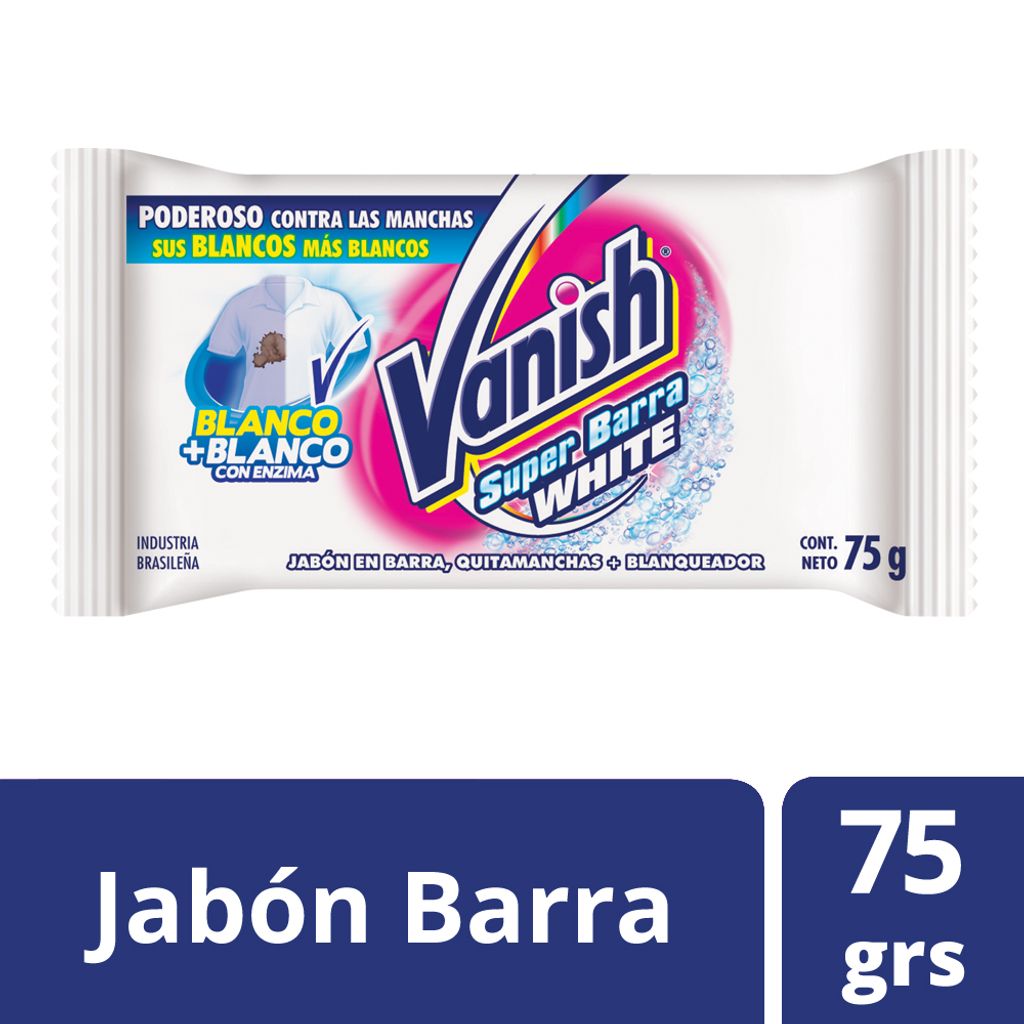 PODEROSO CONTRA LAS MANCHAS
SUS BLANCOS MÁS BLANCOS
Vanish®
Super Barra
WHITE
BLANCO
+BLANCO
CON ENZIMA
INDUSTRIA
BRASILEÑA
JABÓN EN BARRA, QUITAMANCHAS + BLANQUEADOR
CONT.
NETO 75 g
Jabón Barra
75
grs